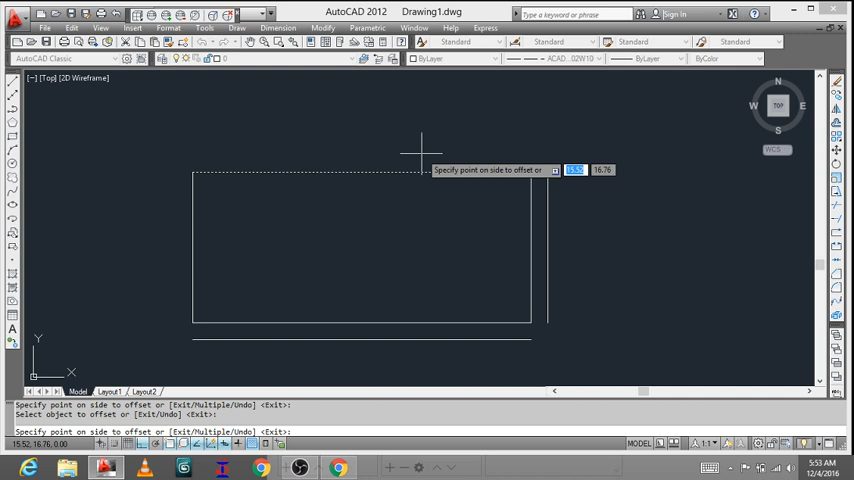 AutoCAD 2012 Drawing1.dwg
Type a keyword or phrase
Sign In
File Edit View Insert Format Tools Draw Dimension Modify Parametric Window Help Express
Standard Standard Standard Standard
AutoCAD Classic 0 ByLayer ACAD...02W10 ByLayer ByColor
[−] [Top] [2D Wireframe]
N
W TOP E
S
WCS
Specify point on side to offset or 15.52 16.76
Y
X
Model Layout1 Layout2
Specify point on side to offset or [Exit/Multiple/Undo] <Exit>:
Select object to offset or [Exit/Undo] <Exit>:
Specify point on side to offset or [Exit/Multiple/Undo] <Exit>:
15.52, 16.76, 0.00 MODEL 1:1
5:53 AM
12/4/2016